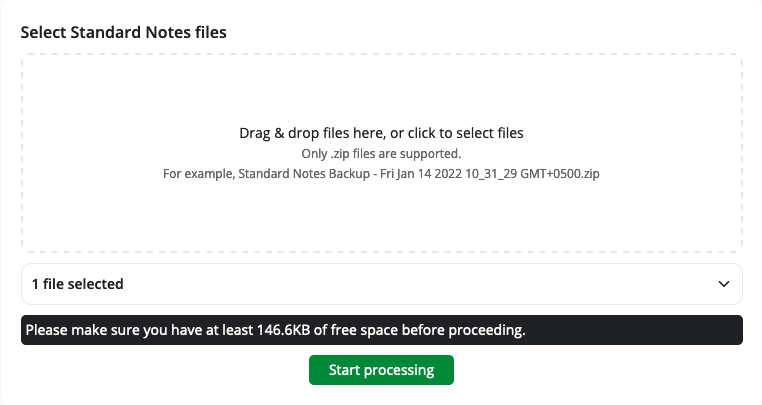 Select Standard Notes files
Drag & drop files here, or click to select files
Only .zip files are supported.
For example, Standard Notes Backup - Fri Jan 14 2022 10_31_29 GMT+0500.zip
1 file selected
Please make sure you have at least 146.6KB of free space before proceeding.
Start processing